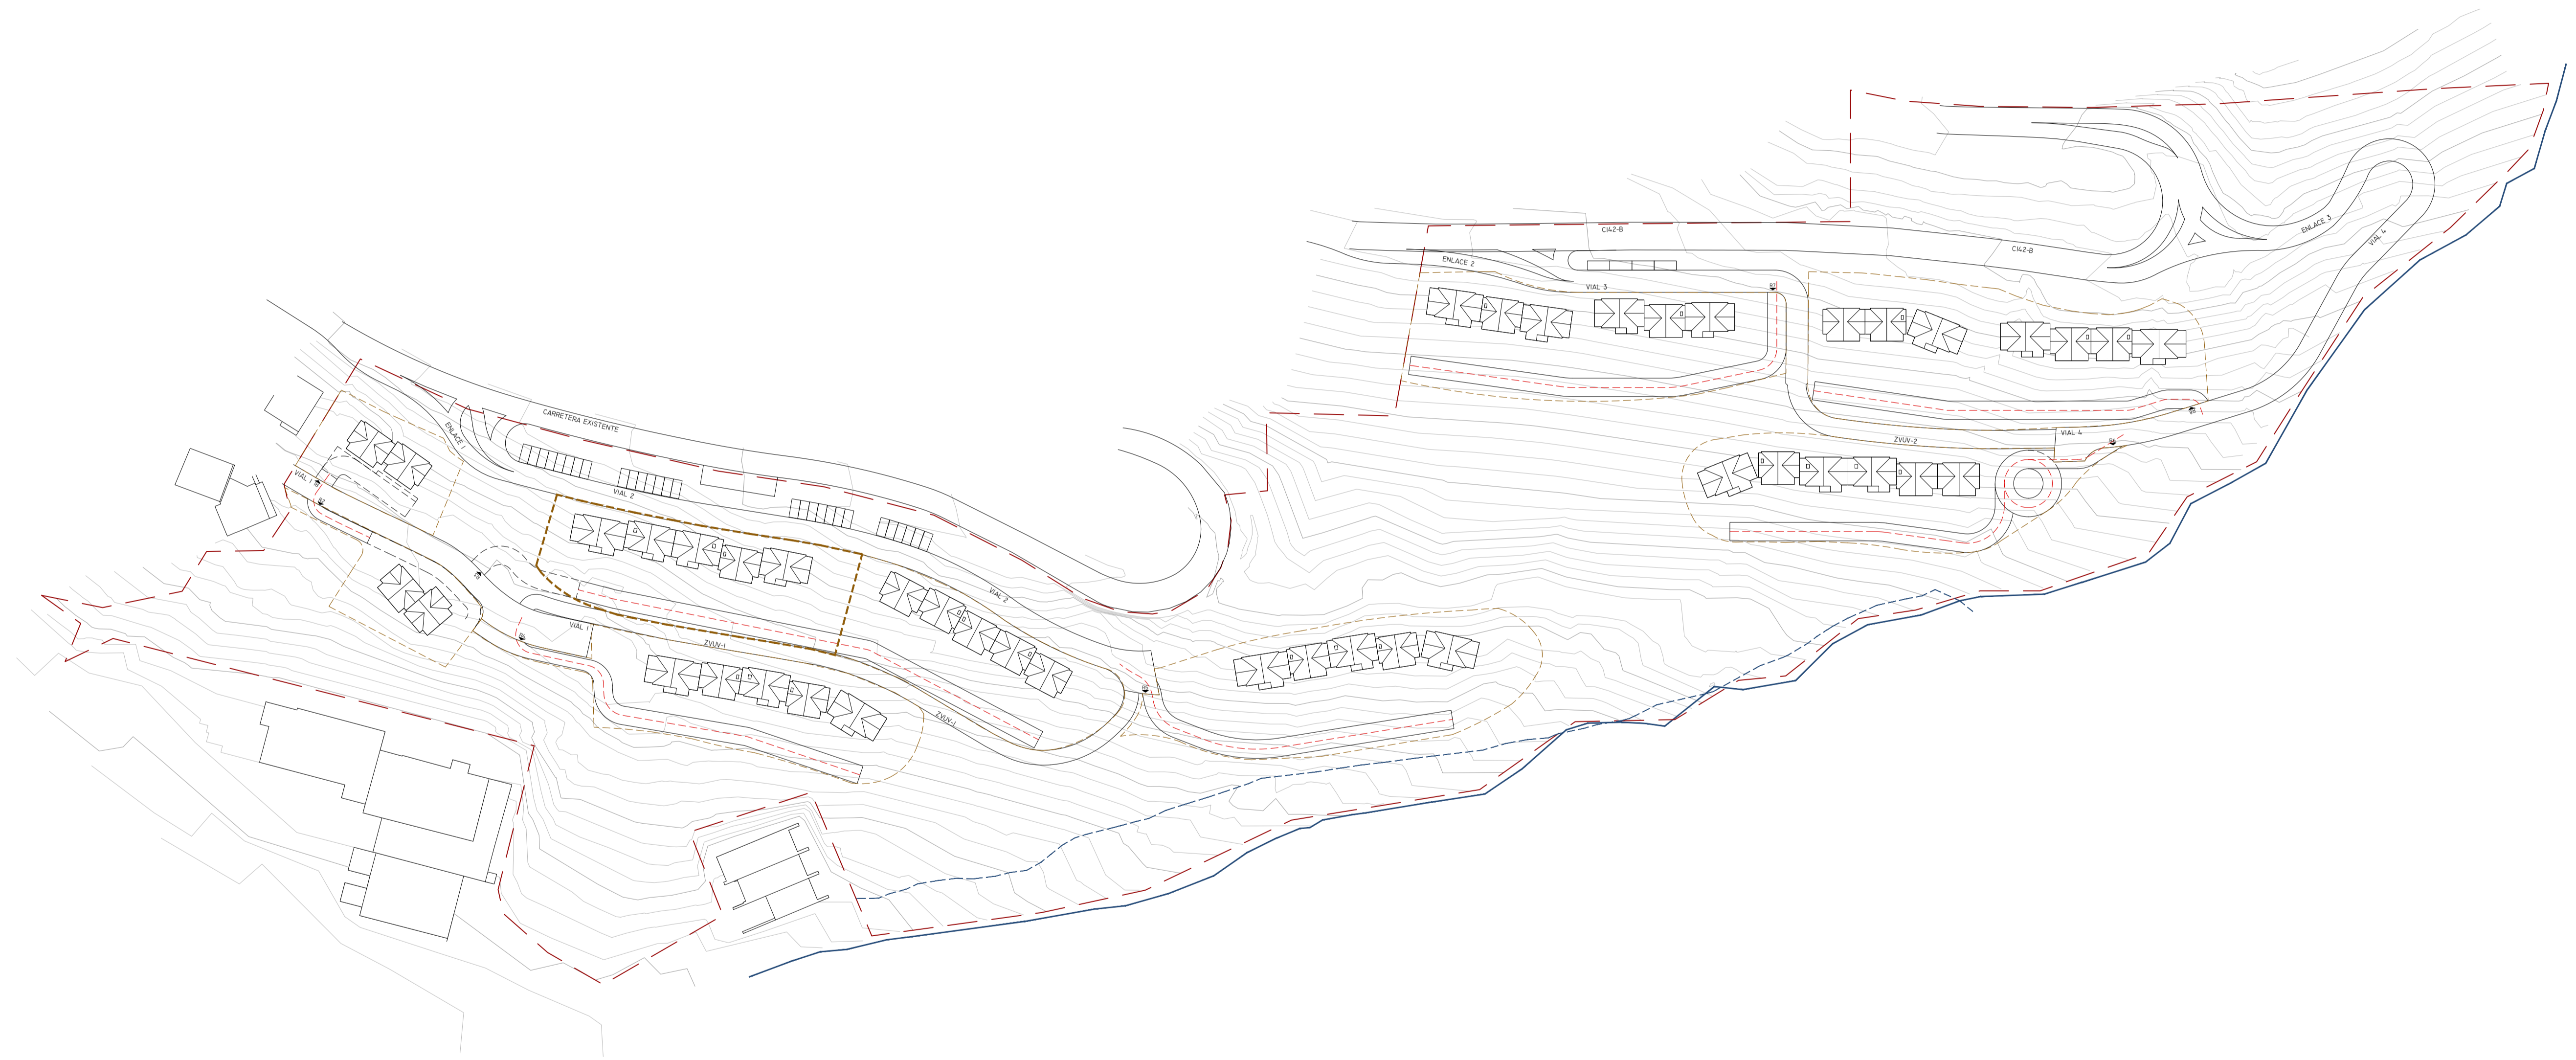 C142-B
C142-B
ENLACE 3
VIAL 4
ENLACE 2
VIAL 3
CARRETERA EXISTENTE
ENLACE 1
VIAL 4
ZVUV-2
VIAL 1
VIAL 2
VIAL 2
VIAL 1
ZVUV-1
ZVUV-1